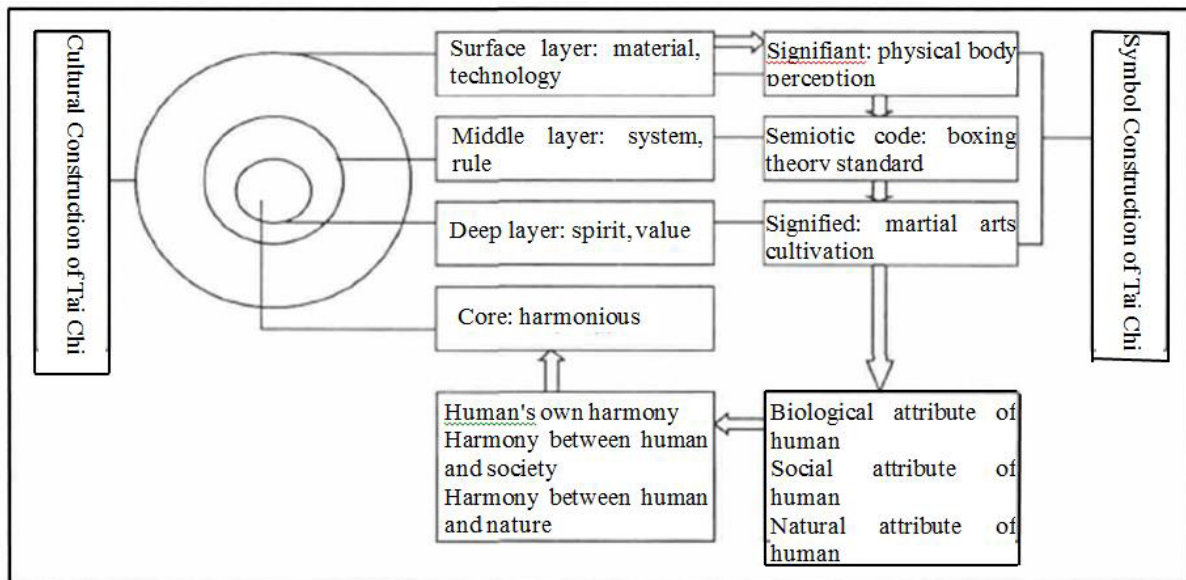 Cultural Construction of Tai Chi
Surface layer: material,
technology
Signifiant: physical body
perception
Middle layer: system,
rule
Semiotic code: boxing
theory standard
Deep layer: spirit, value
Signified: martial arts
cultivation
Core: harmonious
Human's own harmony
Harmony between human
and society
Harmony between human
and nature
Biological attribute of
human
Social attribute of
human
Natural attribute of
human
Symbol Construction of Tai Chi